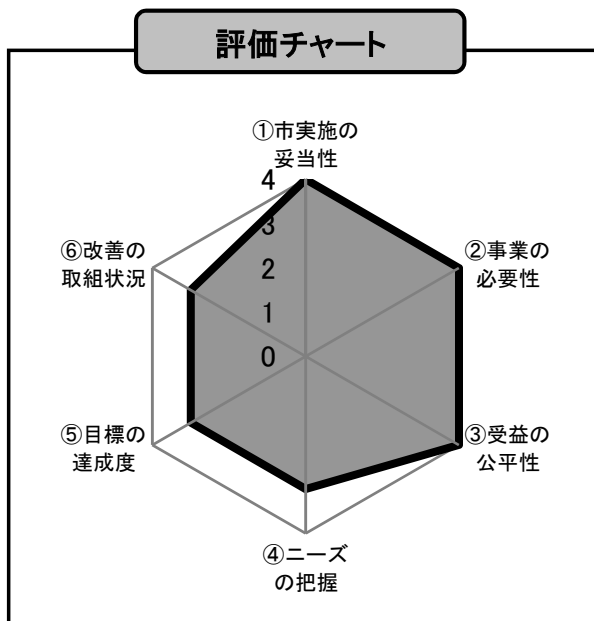 評価チャート
①市実施の
妥当性
4
3
2
1
0
②事業の
必要性
③受益の
公平性
④ニーズ
の把握
⑤目標の
達成度
⑥改善の
取組状況